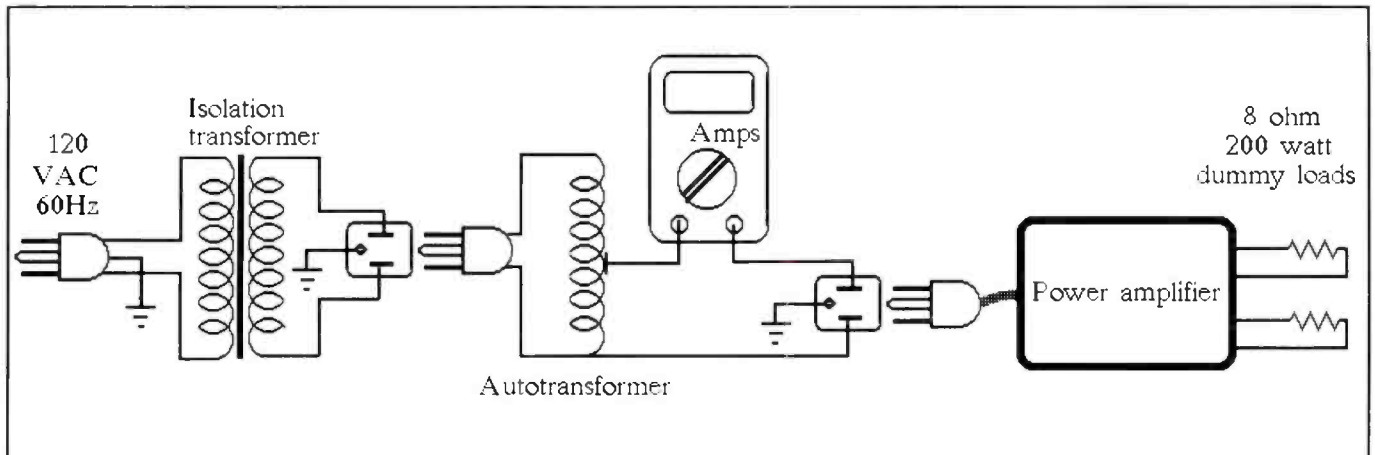 120
VAC
60Hz
Isolation
transformer
Autotransformer
Amps
Power amplifier
8 ohm
200 watt
dummy loads